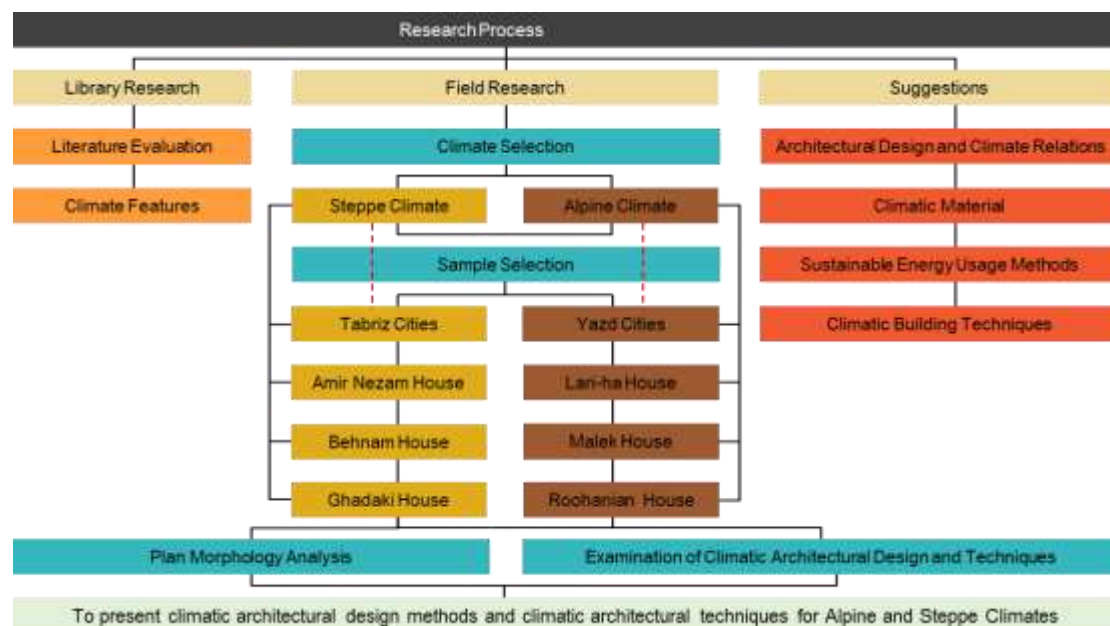 Research Process
Library Research
Field Research
Suggestions
Literature Evaluation
Climate Selection
Architectural Design and Climate Relations
Climate Features
Steppe Climate
Alpine Climate
Climatic Material
Sample Selection
Sustainable Energy Usage Methods
Tabriz Cities
Yazd Cities
Climatic Building Techniques
Amir Nezam House
Lari-ha House
Behnam House
Malek House
Ghadaki House
Roohanian House
Plan Morphology Analysis
Examination of Climatic Architectural Design and Techniques
To present climatic architectural design methods and climatic architectural techniques for Alpine and Steppe Climates